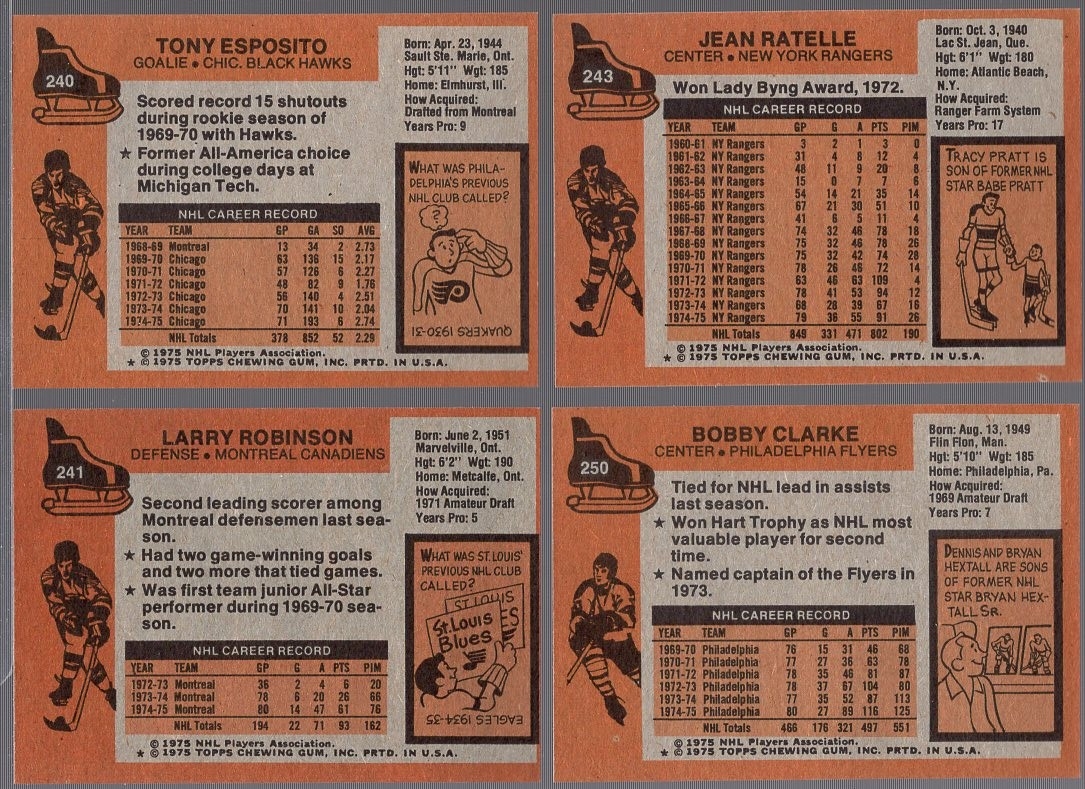 240
TONY ESPOSITO
GOALIE • CHIC. BLACK HAWKS
Born: Apr. 23, 1944
Sault Ste. Marie, Ont.
Hgt: 5'11" Wgt: 185
Home: Elmhurst, Ill.
How Acquired:
Drafted from Montreal
Years Pro: 9
Scored record 15 shutouts
during rookie season of
1969-70 with Hawks.
★ Former All-America choice
during college days at
Michigan Tech.
WHAT WAS PHILA-
DELPHIA'S PREVIOUS
NHL CLUB CALLED?
?
P
QUAKERS 1930-31
NHL CAREER RECORD
YEAR TEAM GP GA SO AVG
1968-69 Montreal 13 34 2 2.73
1969-70 Chicago 63 136 15 2.17
1970-71 Chicago 57 126 6 2.27
1971-72 Chicago 48 82 9 1.76
1972-73 Chicago 56 140 4 2.51
1973-74 Chicago 70 141 10 2.04
1974-75 Chicago 71 193 6 2.74
NHL Totals 378 852 52 2.29
© 1975 NHL Players Association.
★ © 1975 TOPPS CHEWING GUM, INC. PRTD. IN U.S.A.
243
JEAN RATELLE
CENTER • NEW YORK RANGERS
Born: Oct. 3, 1940
Lac St. Jean, Que.
Hgt: 6'1" Wgt: 180
Home: Atlantic Beach,
N.Y.
How Acquired:
Ranger Farm System
Years Pro: 17
Won Lady Byng Award, 1972.
NHL CAREER RECORD
YEAR TEAM GP G A PTS PIM
1960-61 NY Rangers 3 2 1 3 0
1961-62 NY Rangers 31 4 8 12 4
1962-63 NY Rangers 48 11 9 20 8
1963-64 NY Rangers 15 0 7 7 6
1964-65 NY Rangers 54 14 21 35 14
1965-66 NY Rangers 67 21 30 51 10
1966-67 NY Rangers 41 6 5 11 4
1967-68 NY Rangers 74 32 46 78 18
1968-69 NY Rangers 75 32 46 78 26
1969-70 NY Rangers 75 32 42 74 28
1970-71 NY Rangers 78 26 46 72 14
1971-72 NY Rangers 63 46 63 109 4
1972-73 NY Rangers 78 41 53 94 12
1973-74 NY Rangers 68 28 39 67 16
1974-75 NY Rangers 79 36 55 91 26
NHL Totals 849 331 471 802 190
TRACY PRATT IS
SON OF FORMER NHL
STAR BABE PRATT
© 1975 NHL Players Association.
★ © 1975 TOPPS CHEWING GUM, INC. PRTD. IN U.S.A.
241
LARRY ROBINSON
DEFENSE • MONTREAL CANADIENS
Born: June 2, 1951
Marvelville, Ont.
Hgt: 6'2" Wgt: 190
Home: Metcalfe, Ont.
How Acquired:
1971 Amateur Draft
Years Pro: 5
Second leading scorer among
Montreal defensemen last sea-
son.
★ Had two game-winning goals
and two more that tied games.
★ Was first team junior All-Star
performer during 1969-70 sea-
son.
WHAT WAS ST. LOUIS'
PREVIOUS NHL CLUB
CALLED?
ST. LOUIS
ES
St. Louis
Blues
EAGLES 1934-35
NHL CAREER RECORD
YEAR TEAM GP G A PTS PIM
1972-73 Montreal 36 2 4 6 20
1973-74 Montreal 78 6 20 26 66
1974-75 Montreal 80 14 47 61 76
NHL Totals 194 22 71 93 162
© 1975 NHL Players Association.
★ © 1975 TOPPS CHEWING GUM, INC. PRTD. IN U.S.A.
250
BOBBY CLARKE
CENTER • PHILADELPHIA FLYERS
Born: Aug. 13, 1949
Flin Flon, Man.
Hgt: 5'10" Wgt: 185
Home: Philadelphia, Pa.
How Acquired:
1969 Amateur Draft
Years Pro: 7
Tied for NHL lead in assists
last season.
★ Won Hart Trophy as NHL most
valuable player for second
time.
★ Named captain of the Flyers in
1973.
DENNIS AND BRYAN
HEXTALL ARE SONS
OF FORMER NHL
STAR BRYAN HEX-
TALL SR.
NHL CAREER RECORD
YEAR TEAM GP G A PTS PIM
1969-70 Philadelphia 76 15 31 46 68
1970-71 Philadelphia 77 27 36 63 78
1971-72 Philadelphia 78 35 46 81 87
1972-73 Philadelphia 78 37 67 104 80
1973-74 Philadelphia 77 35 52 87 113
1974-75 Philadelphia 80 27 89 116 125
NHL Totals 466 176 321 497 551
© 1975 NHL Players Association.
★ © 1975 TOPPS CHEWING GUM, INC. PRTD. IN U.S.A.